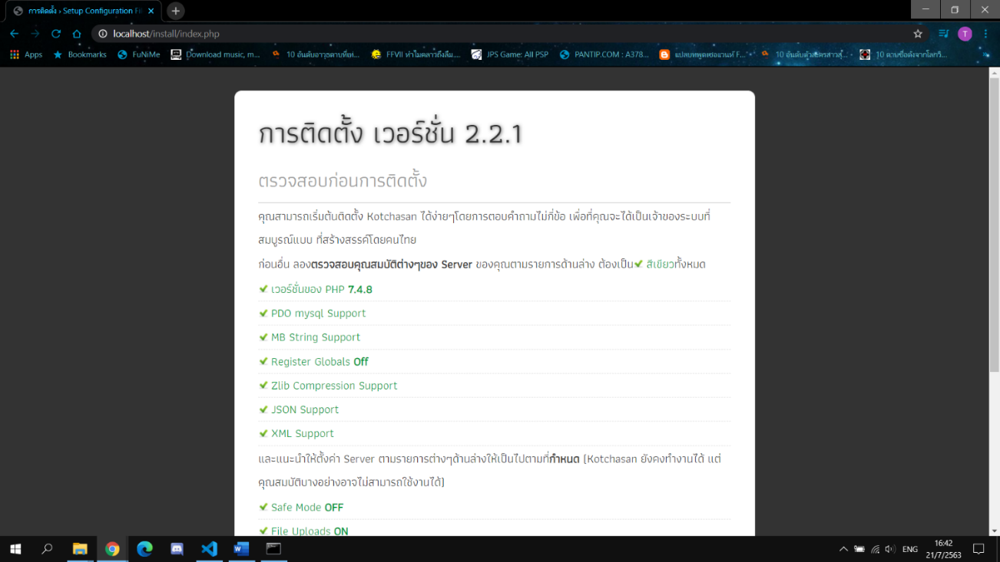 การติดตั้ง › Setup Configuration Fi
localhost/install/index.php
T
Apps Bookmarks FuNiMe Download music, m... FFVII ทำไมคลาวถึงลืม.... JPS Game: All PSP PANTIP.COM : A378...
การติดตั้ง เวอร์ชั่น 2.2.1
ตรวจสอบก่อนการติดตั้ง
คุณสามารถเริ่มต้นติดตั้ง Kotchasan ได้ง่ายๆโดยการตอบคำถามไม่กี่ข้อ เพื่อที่คุณจะได้เป็นเจ้าของระบบที่
สมบูรณ์แบบ ที่สร้างสรรค์โดยคนไทย
ก่อนอื่น ลองตรวจสอบคุณสมบัติต่างๆของ Server ของคุณตามรายการด้านล่าง ต้องเป็น✔ สีเขียวทั้งหมด
✔ เวอร์ชั่นของ PHP 7.4.8
✔ PDO mysql Support
✔ MB String Support
✔ Register Globals Off
✔ Zlib Compression Support
✔ JSON Support
✔ XML Support
และแนะนำให้ตั้งค่า Server ตามรายการต่างๆด้านล่างให้เป็นไปตามที่กำหนด (Kotchasan ยังคงทำงานได้ แต่
คุณสมบัติบางอย่างอาจไม่สามารถใช้งานได้)
✔ Safe Mode OFF
✔ File Uploads ON
ENG
16:42
21/7/2563